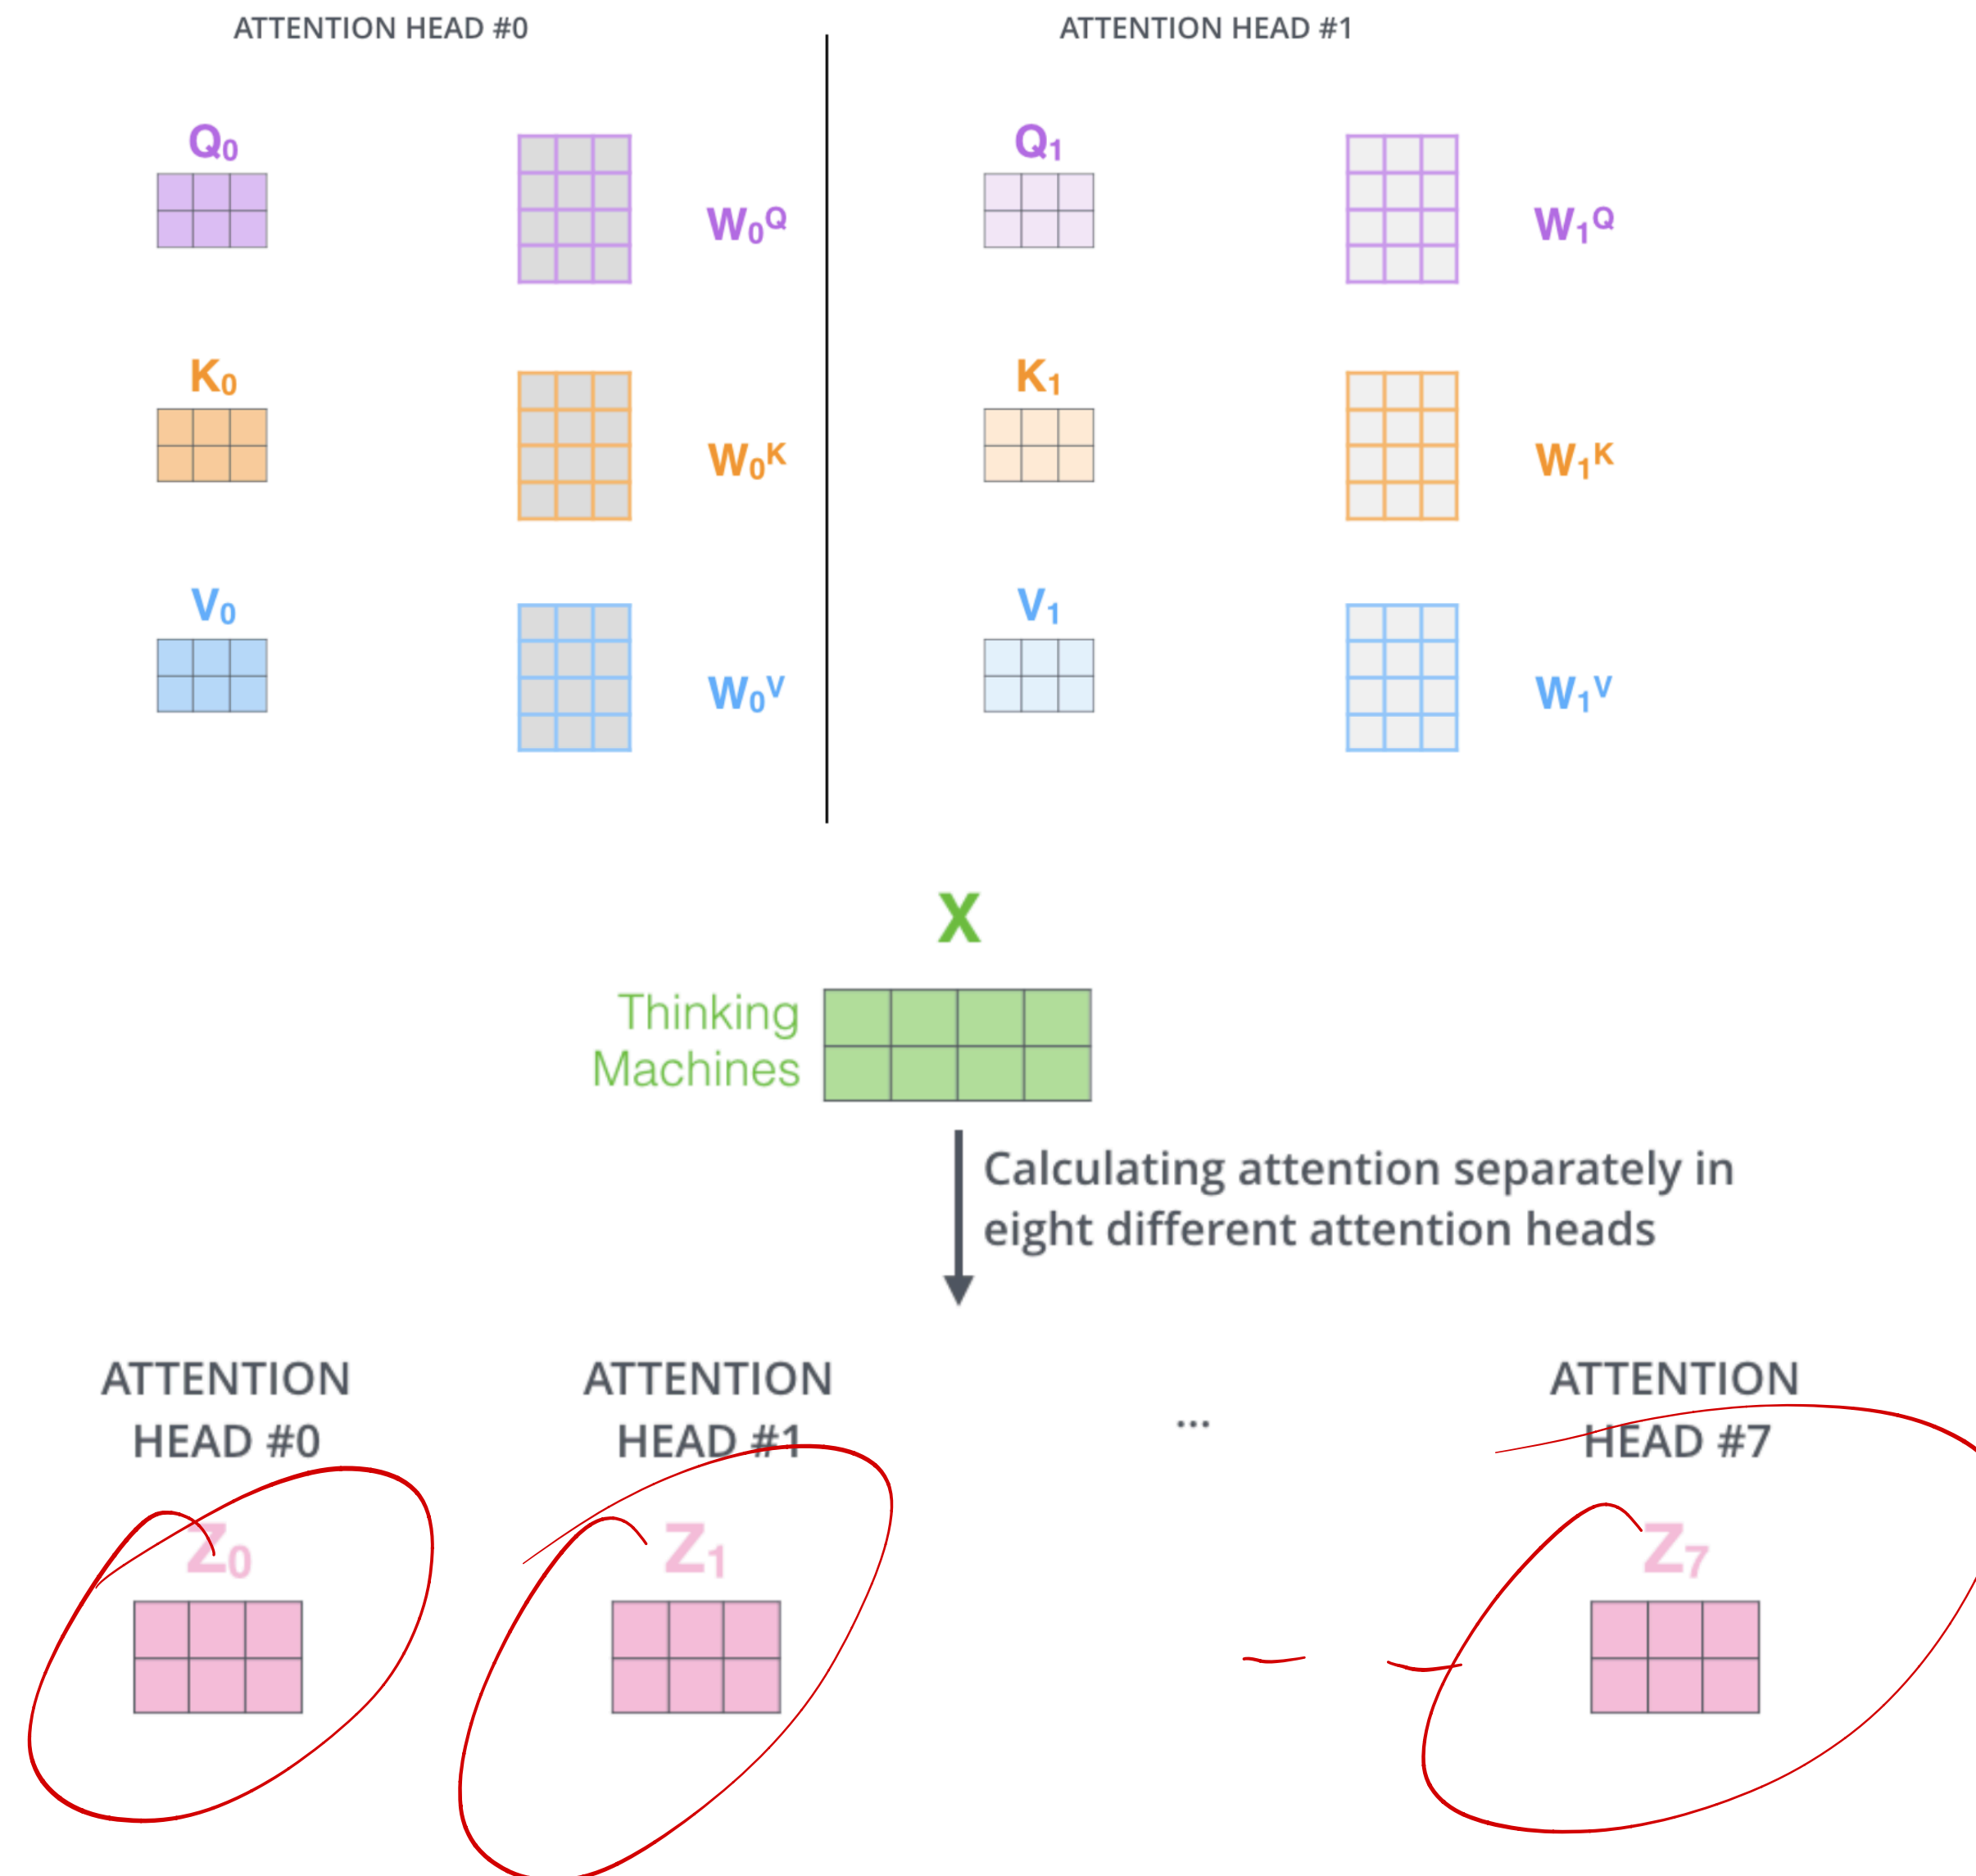 ATTENTION HEAD #0
ATTENTION HEAD #1
Q₀
W₀Q
Q₁
W₁Q
K₀
W₀K
K₁
W₁K
V₀
W₀V
V₁
W₁V
X
Thinking
Machines
Calculating attention separately in
eight different attention heads
ATTENTION
HEAD #0
ATTENTION
HEAD #1
...
ATTENTION
HEAD #7
Z₀
Z₁
Z₇